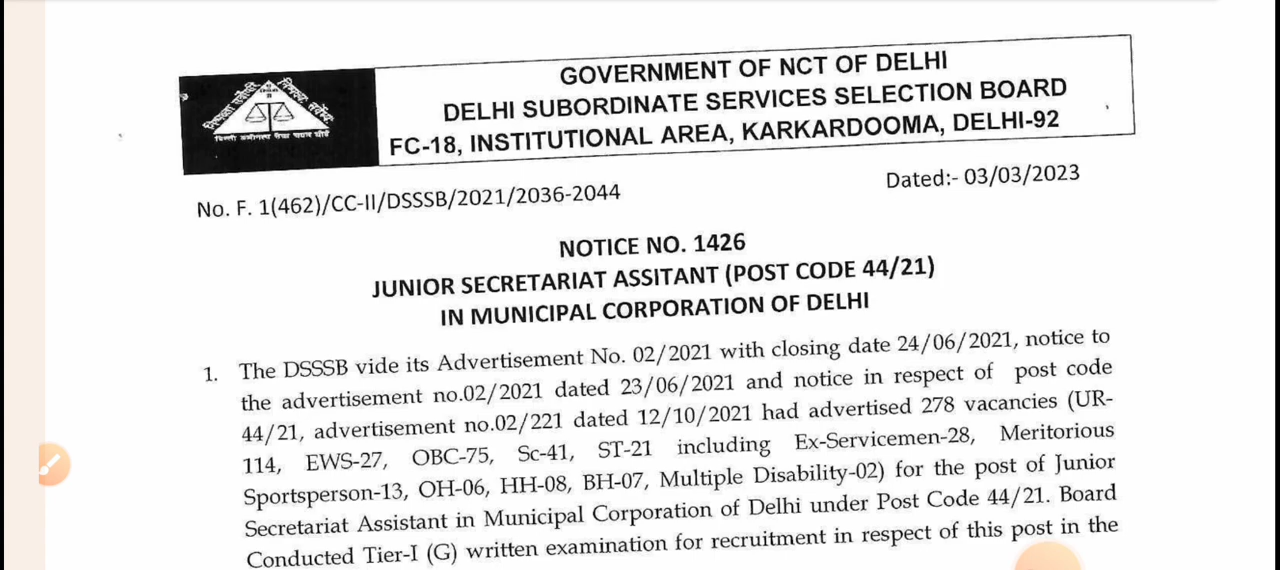 GOVERNMENT OF NCT OF DELHI
DELHI SUBORDINATE SERVICES SELECTION BOARD
FC-18, INSTITUTIONAL AREA, KARKARDOOMA, DELHI-92
No. F. 1(462)/CC-II/DSSSB/2021/2036-2044
Dated:- 03/03/2023
NOTICE NO. 1426
JUNIOR SECRETARIAT ASSITANT (POST CODE 44/21)
IN MUNICIPAL CORPORATION OF DELHI
1. The DSSSB vide its Advertisement No. 02/2021 with closing date 24/06/2021, notice to
the advertisement no.02/2021 dated 23/06/2021 and notice in respect of post code
44/21, advertisement no.02/221 dated 12/10/2021 had advertised 278 vacancies (UR-
114, EWS-27, OBC-75, Sc-41, ST-21 including Ex-Servicemen-28, Meritorious
Sportsperson-13, OH-06, HH-08, BH-07, Multiple Disability-02) for the post of Junior
Secretariat Assistant in Municipal Corporation of Delhi under Post Code 44/21. Board
Conducted Tier-I (G) written examination for recruitment in respect of this post in the